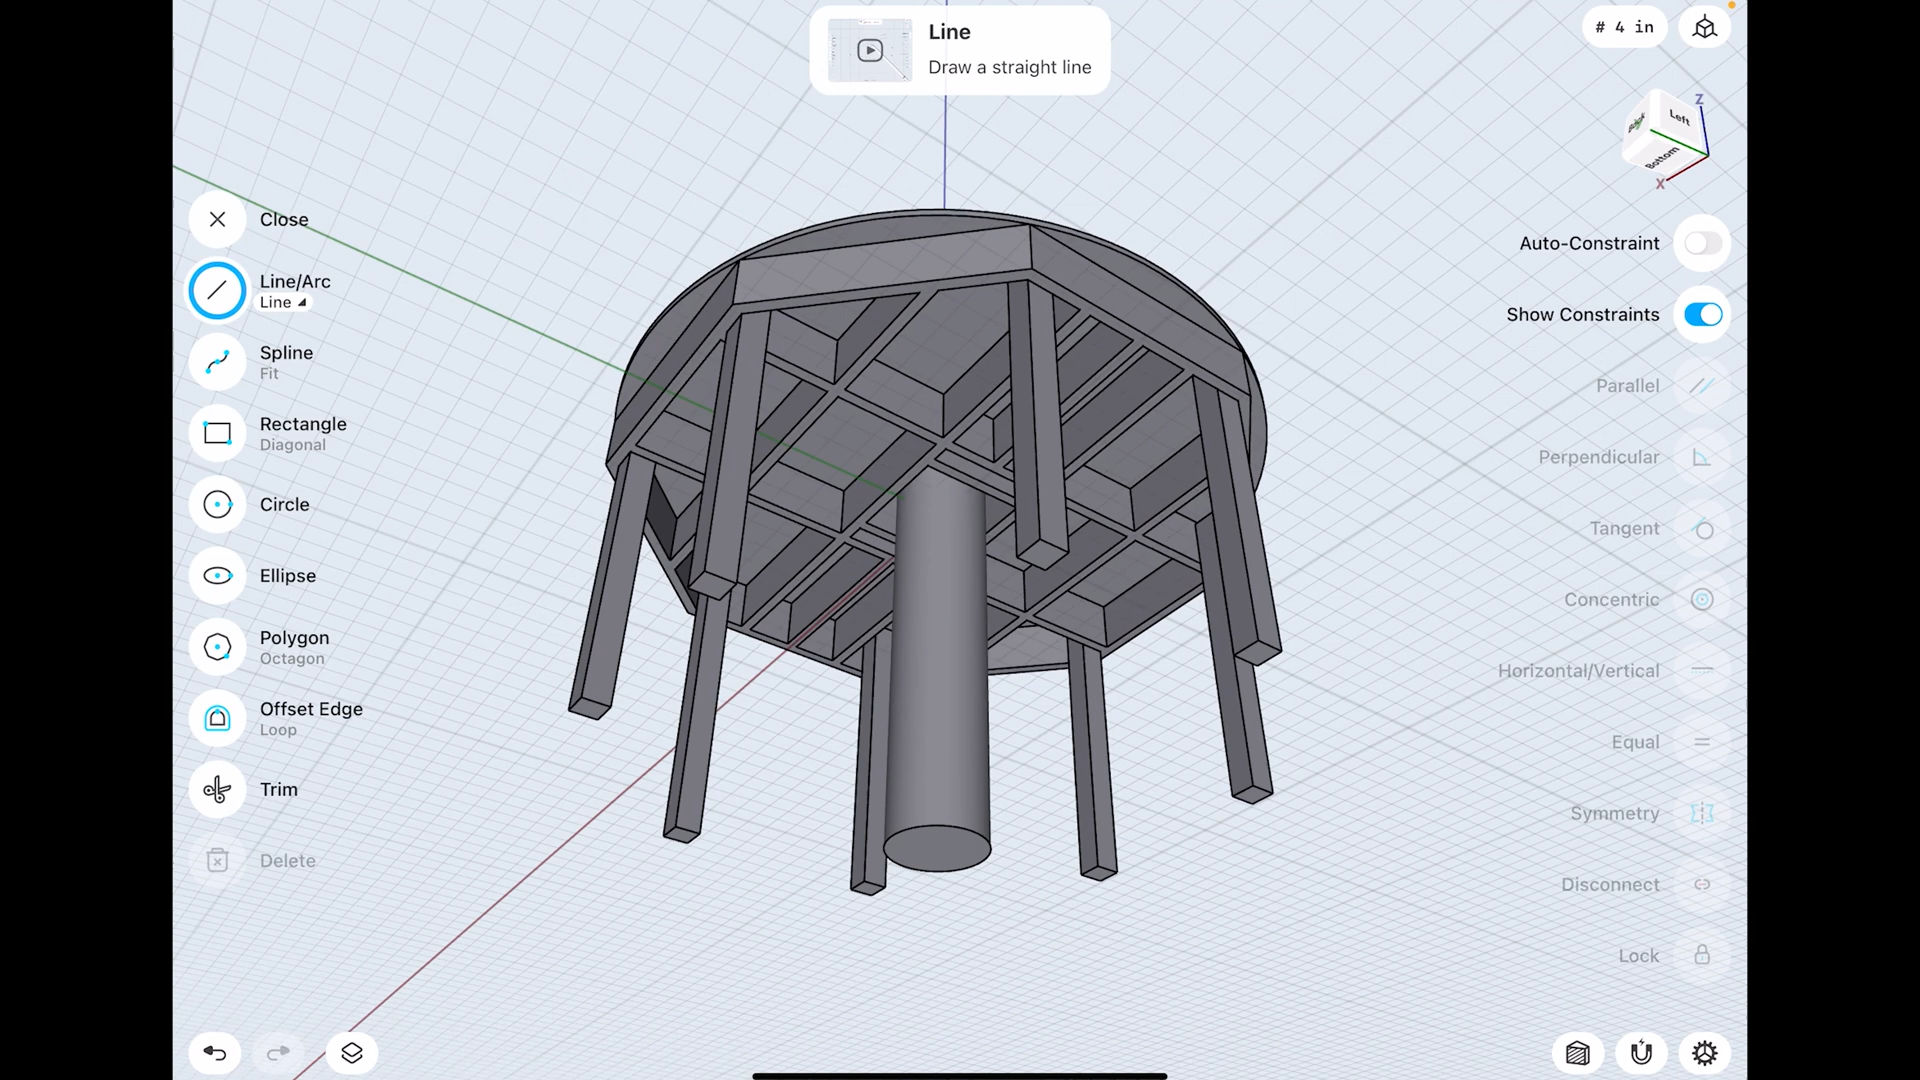 Line
Draw a straight line
# 4 in
Z
Left
Back
Bottom
X
Close
Line/Arc
Line
Spline
Fit
Rectangle
Diagonal
Circle
Ellipse
Polygon
Octagon
Offset Edge
Loop
Trim
Delete
Auto-Constraint
Show Constraints
Parallel
Perpendicular
Tangent
Concentric
Horizontal/Vertical
Equal
Symmetry
Disconnect
Lock